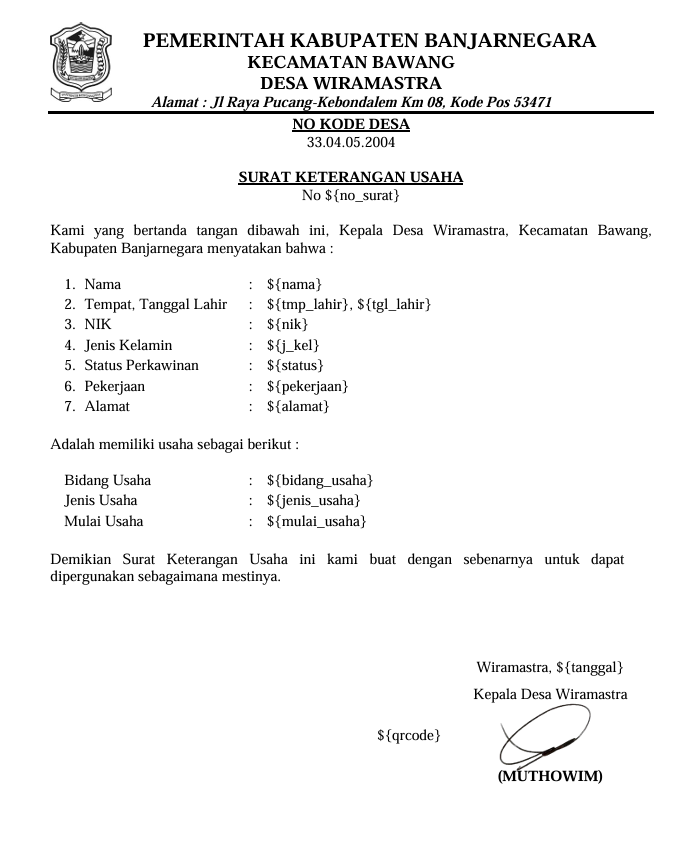 PEMERINTAH KABUPATEN BANJARNEGARA
KECAMATAN BAWANG
DESA WIRAMASTRA
Alamat : Jl Raya Pucang-Kebondalem Km 08, Kode Pos 53471
NO KODE DESA
33.04.05.2004
SURAT KETERANGAN USAHA
No ${no_surat}
Kami yang bertanda tangan dibawah ini, Kepala Desa Wiramastra, Kecamatan Bawang,
Kabupaten Banjarnegara menyatakan bahwa :
1. Nama : ${nama}
2. Tempat, Tanggal Lahir : ${tmp_lahir}, ${tgl_lahir}
3. NIK : ${nik}
4. Jenis Kelamin : ${j_kel}
5. Status Perkawinan : ${status}
6. Pekerjaan : ${pekerjaan}
7. Alamat : ${alamat}
Adalah memiliki usaha sebagai berikut :
Bidang Usaha : ${bidang_usaha}
Jenis Usaha : ${jenis_usaha}
Mulai Usaha : ${mulai_usaha}
Demikian Surat Keterangan Usaha ini kami buat dengan sebenarnya untuk dapat
dipergunakan sebagaimana mestinya.
Wiramastra, ${tanggal}
Kepala Desa Wiramastra
${qrcode}
(MUTHOWIM)